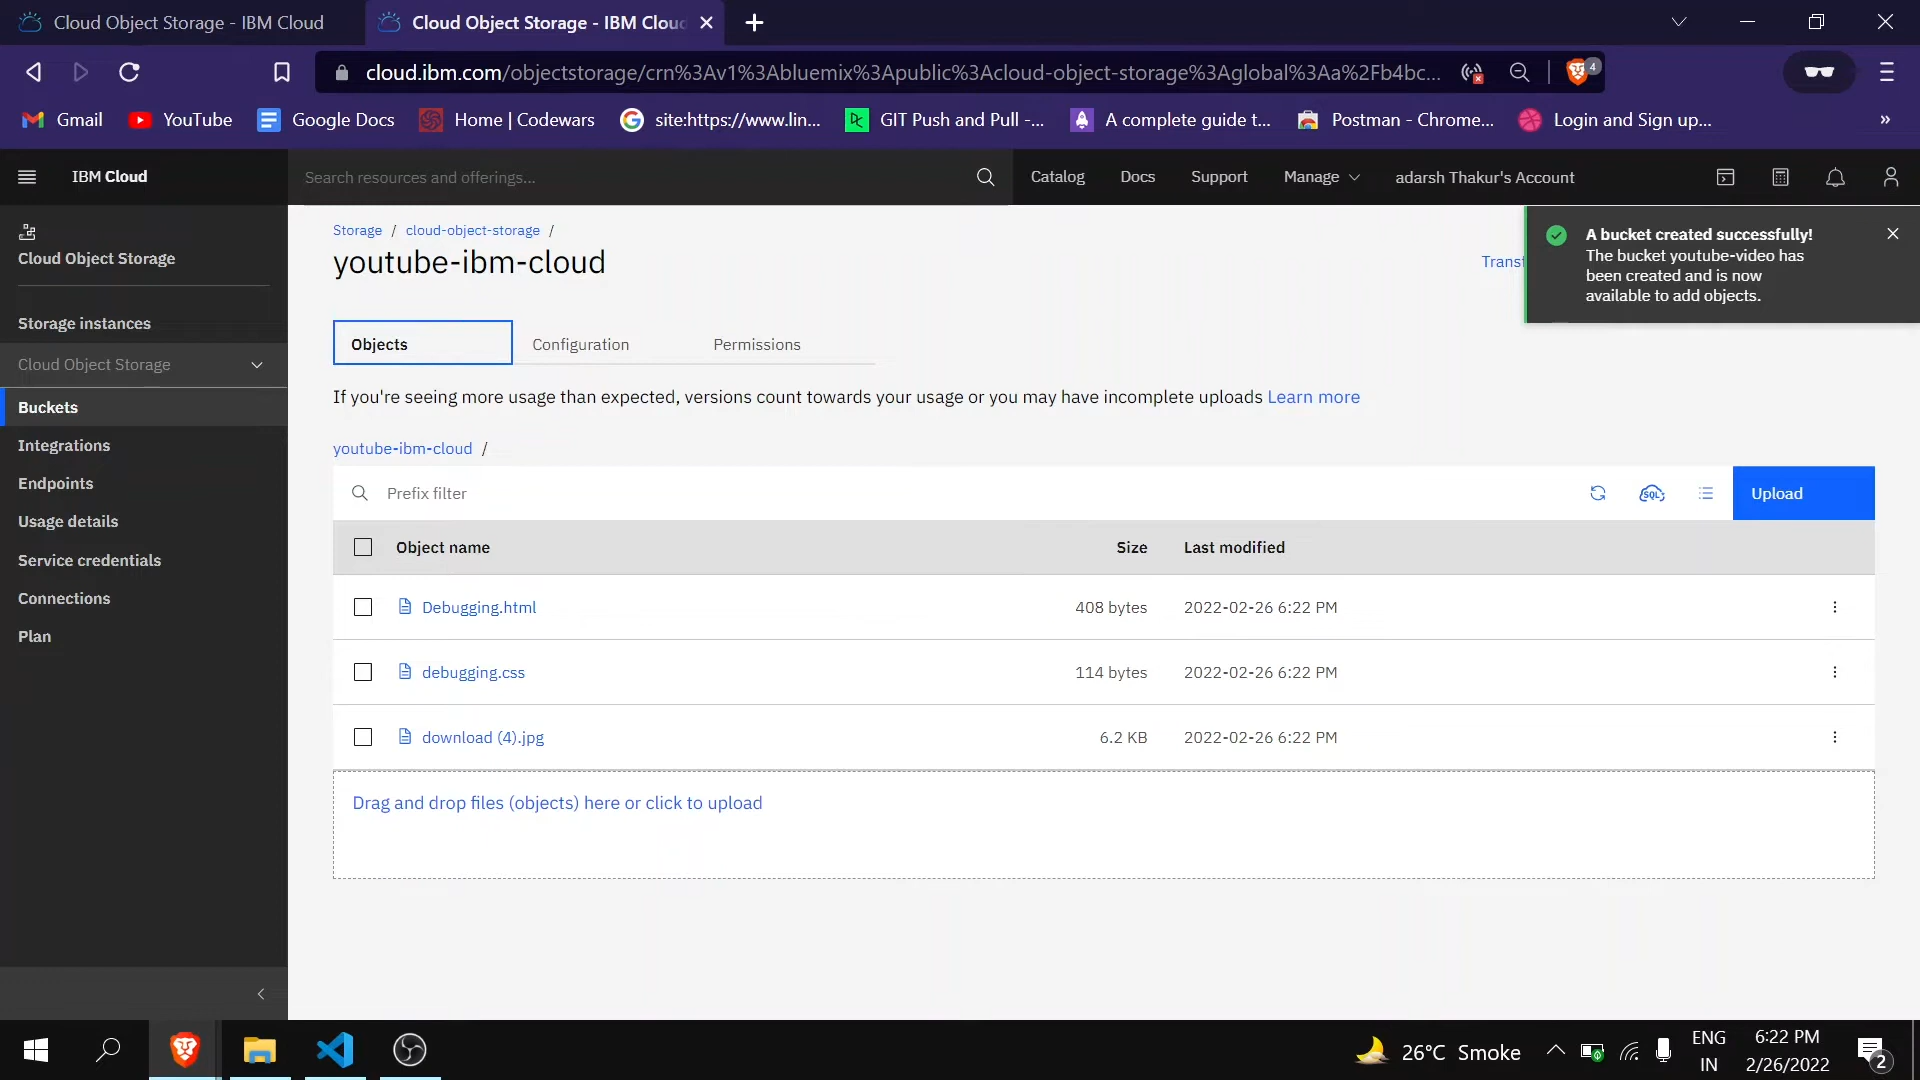 Cloud Object Storage - IBM Cloud
Cloud Object Storage - IBM Clou
cloud.ibm.com/objectstorage/crn%3Av1%3Abluemix%3Apublic%3Acloud-object-storage%3Aglobal%3Aa%2Fb4bc...
4
Gmail
YouTube
Google Docs
Home | Codewars
site:https://www.lin...
GIT Push and Pull -...
A complete guide t...
Postman - Chrome...
Login and Sign up...
»
IBM Cloud
Search resources and offerings...
Catalog
Docs
Support
Manage
adarsh Thakur's Account
Cloud Object Storage
Storage instances
Cloud Object Storage
Buckets
Integrations
Endpoints
Usage details
Service credentials
Connections
Plan
Storage / cloud-object-storage /
youtube-ibm-cloud
Transf
A bucket created successfully!
The bucket youtube-video has
been created and is now
available to add objects.
Objects
Configuration
Permissions
If you're seeing more usage than expected, versions count towards your usage or you may have incomplete uploads Learn more
youtube-ibm-cloud /
Prefix filter
SQL
Upload
Object name
Size
Last modified
Debugging.html
408 bytes
2022-02-26 6:22 PM
debugging.css
114 bytes
2022-02-26 6:22 PM
download (4).jpg
6.2 KB
2022-02-26 6:22 PM
Drag and drop files (objects) here or click to upload
26°C Smoke
ENG
IN
6:22 PM
2/26/2022
2